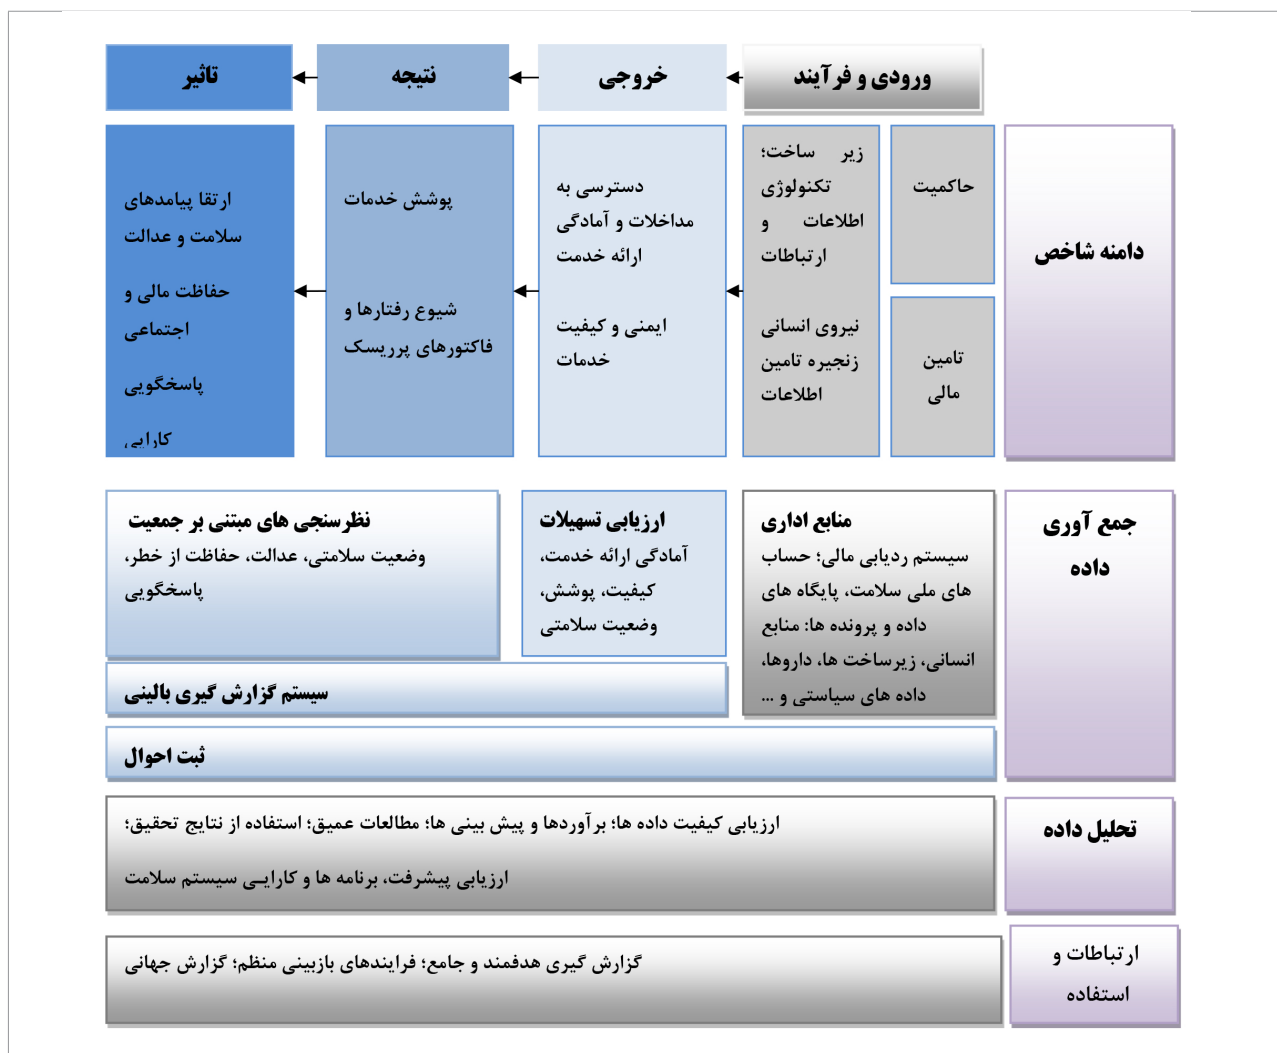 ورودی و فرآیند
خروجی
نتیجه
تاثیر
دامنه شاخص
حاکمیت
تامین
مالی
زیر ساخت؛
تکنولوژی
اطلاعات و
ارتباطات
نیروی انسانی
زنجیره تامین
اطلاعات
دسترسی به
مداخلات و آمادگی
ارائه خدمت
ایمنی و کیفیت
خدمات
پوشش خدمات
شیوع رفتارها و
فاکتورهای پرریسک
ارتقا پیامدهای
سلامت و عدالت
حفاظت مالی و
اجتماعی
پاسخگویی
کارایی
جمع آوری
داده
منابع اداری
سیستم ردیابی مالی؛ حساب
های ملی سلامت، پایگاه های
داده و پرونده ها: منابع
انسانی، زیرساخت ها، داروها،
داده های سیاستی و ...
ارزیابی تسهیلات
آمادگی ارائه خدمت،
کیفیت، پوشش،
وضعیت سلامتی
نظرسنجی های مبتنی بر جمعیت
وضعیت سلامتی، عدالت، حفاظت از خطر،
پاسخگویی
سیستم گزارش گیری بالینی
ثبت احوال
تحلیل داده
ارزیابی کیفیت داده ها؛ برآوردها و پیش بینی ها؛ مطالعات عمیق؛ استفاده از نتایج تحقیق؛
ارزیابی پیشرفت، برنامه ها و کارایی سیستم سلامت
ارتباطات و
استفاده
گزارش گیری هدفمند و جامع؛ فرایندهای بازبینی منظم؛ گزارش جهانی